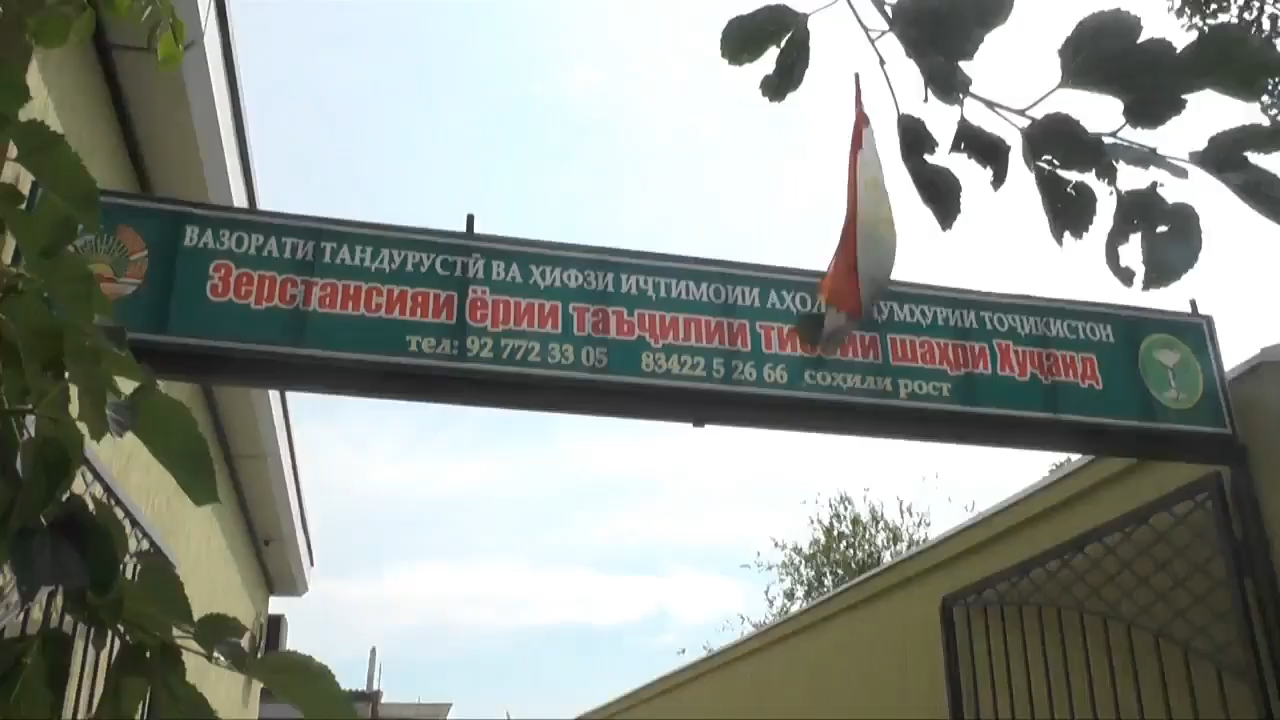 ВАЗОРАТИ ТАНДУРУСТӢ ВА ҲИФЗИ ИҶТИМОИИ ТОҶИКИСТОН
Зерстансияи ёрии таъҷилии шаҳри Хуҷанд
тел: 92 772 33 05 83422 5 26 66 соҳили рост